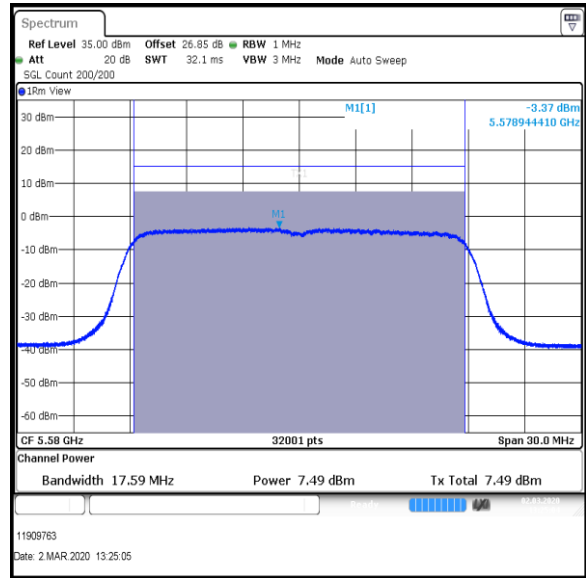 Spectrum
Ref Level 35.00 dBm Offset 26.85 dB RBW 1 MHz
Att 20 dB SWT 32.1 ms VBW 3 MHz Mode Auto Sweep
SGL Count 200/200
1Rm View
M1[1] -3.37 dBm
5.578944410 GHz
30 dBm
20 dBm
10 dBm
0 dBm
M1
-10 dBm
-20 dBm
-30 dBm
-40 dBm
-50 dBm
-60 dBm
CF 5.58 GHz 32001 pts Span 30.0 MHz
Channel Power
Bandwidth 17.59 MHz Power 7.49 dBm Tx Total 7.49 dBm
Ready 02.03.2020
11909763
Date: 2.MAR.2020 13:25:05